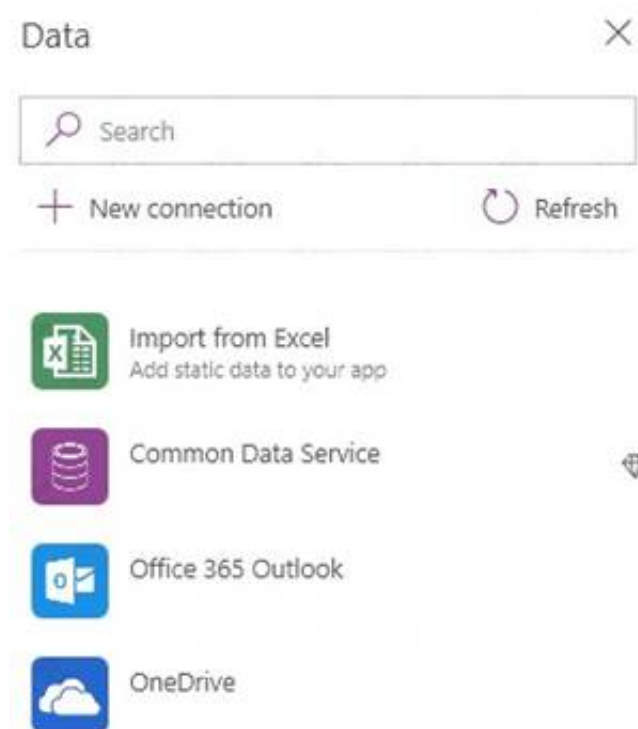 Data
Search
New connection
Refresh
Import from Excel
Add static data to your app
Common Data Service
Office 365 Outlook
OneDrive